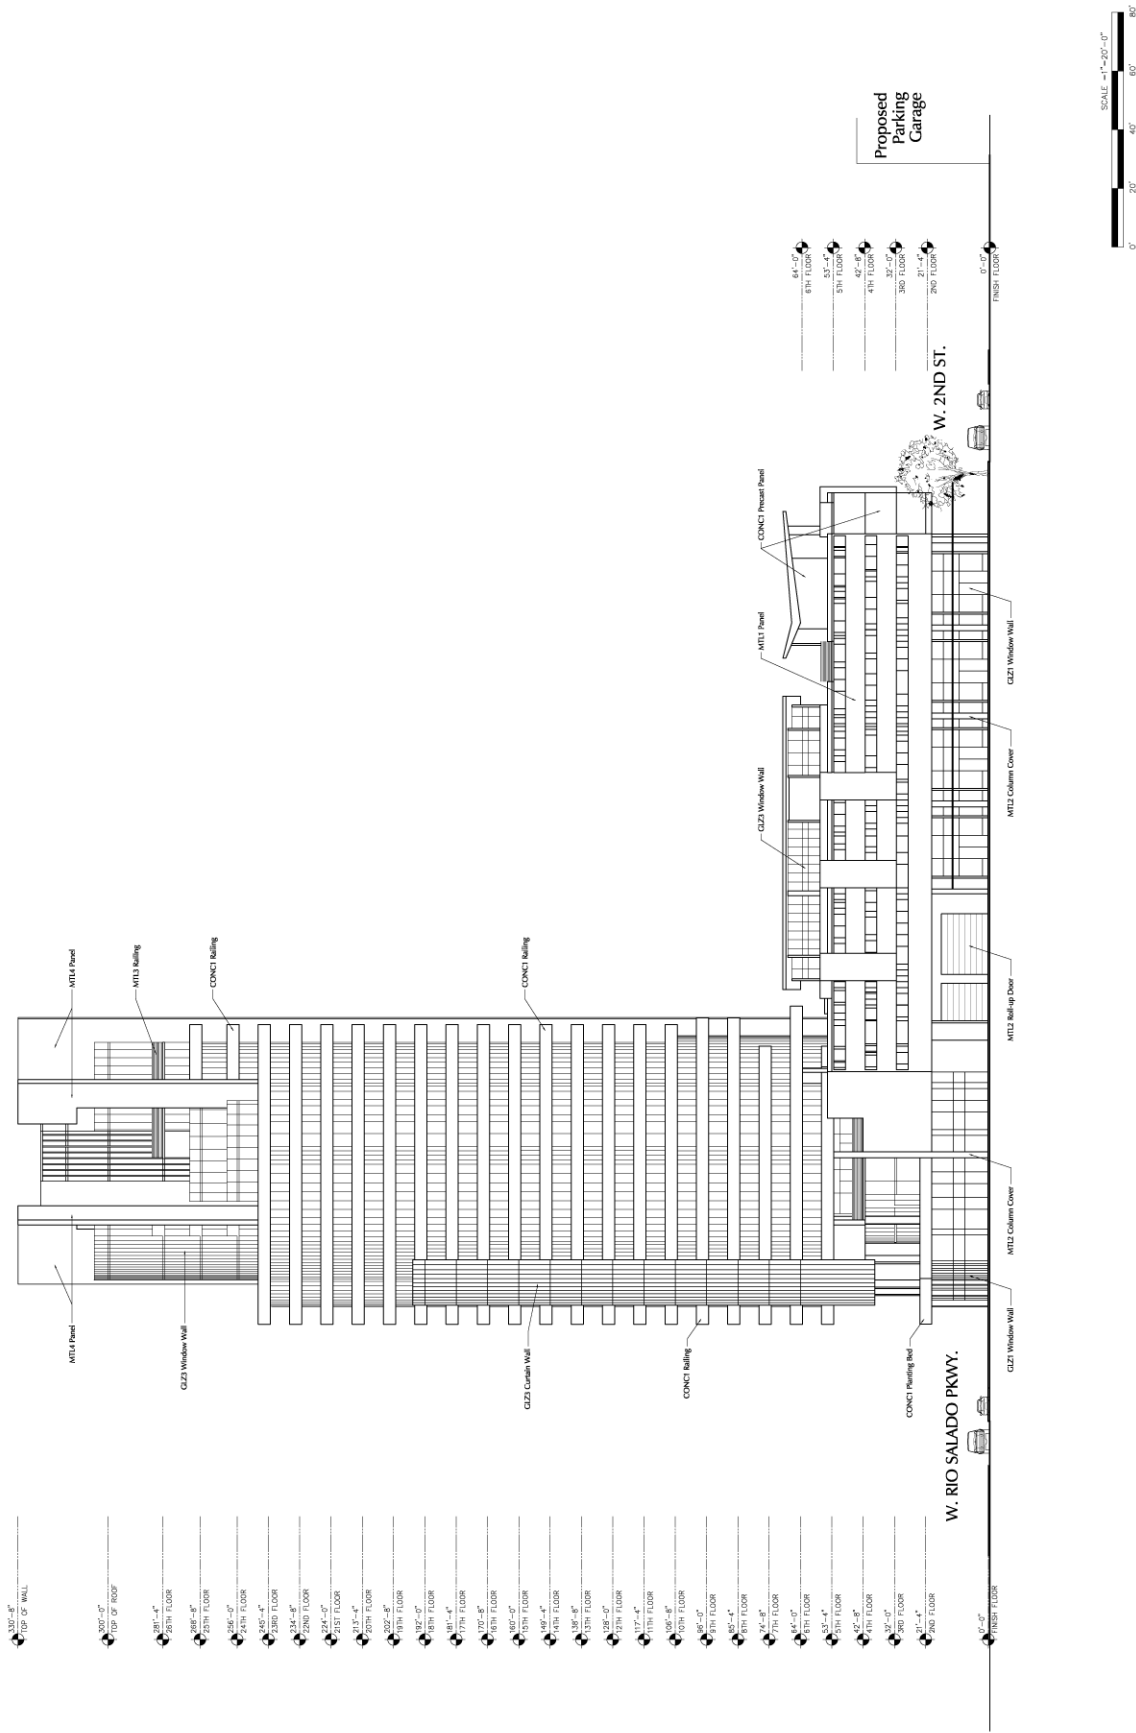 330'-8"
TOP OF WALL
300'-0"
TOP OF ROOF
281'-4"
26TH FLOOR
268'-8"
25TH FLOOR
256'-0"
24TH FLOOR
245'-4"
23RD FLOOR
234'-8"
22ND FLOOR
224'-0"
21ST FLOOR
213'-4"
20TH FLOOR
202'-8"
19TH FLOOR
192'-0"
18TH FLOOR
181'-4"
17TH FLOOR
170'-8"
16TH FLOOR
160'-0"
15TH FLOOR
149'-4"
14TH FLOOR
138'-8"
13TH FLOOR
128'-0"
12TH FLOOR
117'-4"
11TH FLOOR
106'-8"
10TH FLOOR
96'-0"
9TH FLOOR
85'-4"
8TH FLOOR
74'-8"
7TH FLOOR
64'-0"
6TH FLOOR
53'-4"
5TH FLOOR
42'-8"
4TH FLOOR
32'-0"
3RD FLOOR
21'-4"
2ND FLOOR
0'-0"
FINISH FLOOR
W. RIO SALADO PKWY.
MTL4 Panel
GLZ3 Window Wall
GLZ3 Curtain Wall
CONC1 Railing
CONC1 Planting Bed
GLZ1 Window Wall
MTL2 Column Cover
MTL4 Panel
MTL3 Railing
CONC1 Railing
CONC1 Railing
MTL2 Roll-up Door
GLZ3 Window Wall
MTL2 Column Cover
MTL1 Panel
GLZ1 Window Wall
CONC1 Precast Panel
W. 2ND ST.
64'-0"
6TH FLOOR
53'-4"
5TH FLOOR
42'-8"
4TH FLOOR
32'-0"
3RD FLOOR
21'-4"
2ND FLOOR
0'-0"
FINISH FLOOR
Proposed
Parking
Garage
SCALE =1"=20'-0"
0' 20' 40' 60' 80'